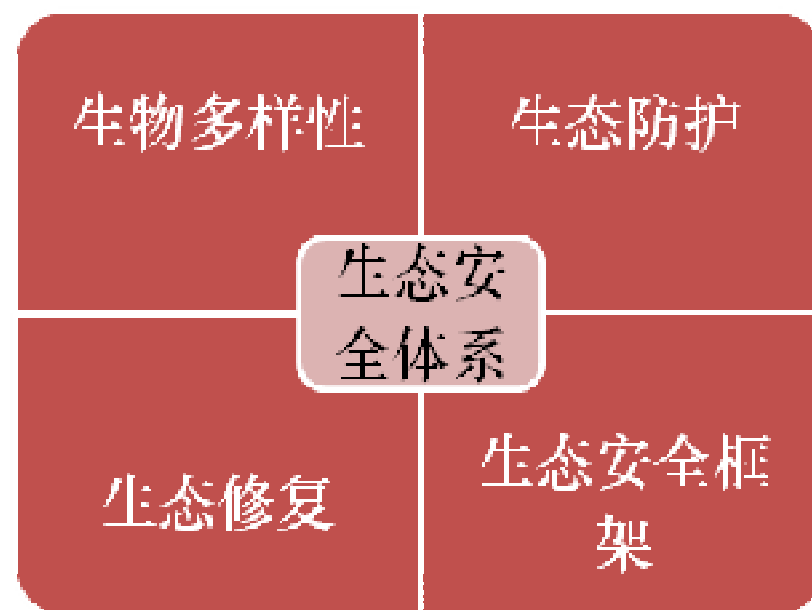 生物多样性
生态防护
生态安
全体系
生态修复
生态安全框
架